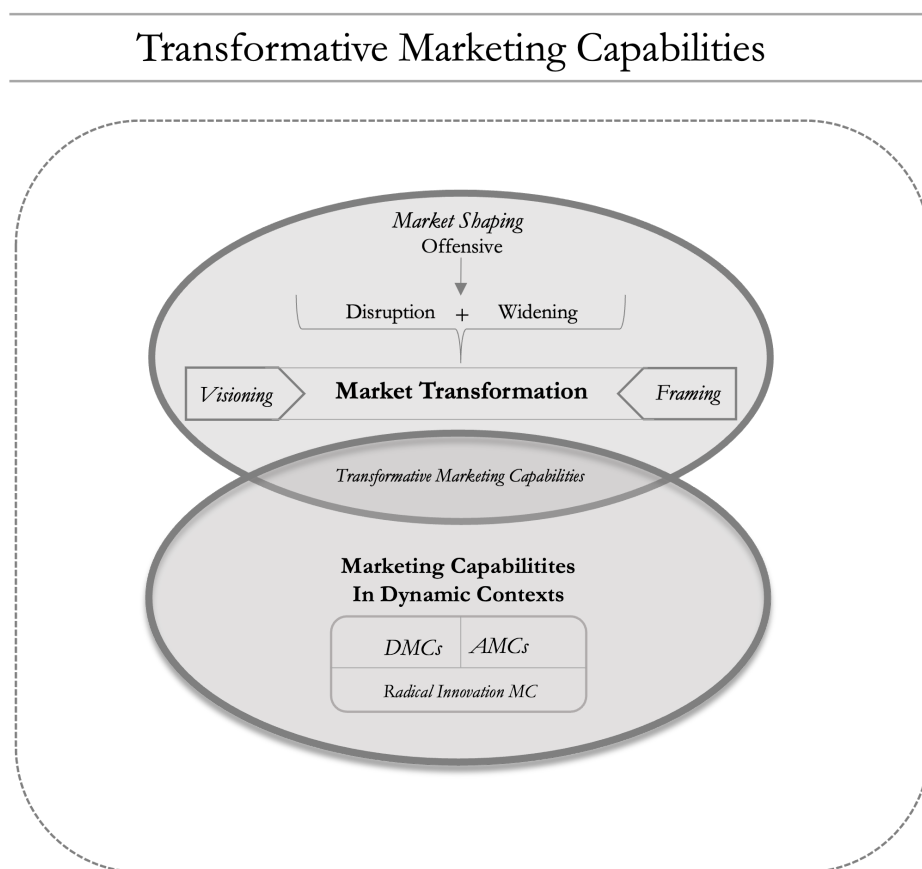 Transformative Marketing Capabilities
Market Shaping
Offensive
Disruption + Widening
Visioning
Market Transformation
Framing
Transformative Marketing Capabilities
Marketing Capabilitites
In Dynamic Contexts
DMCs
AMCs
Radical Innovation MC